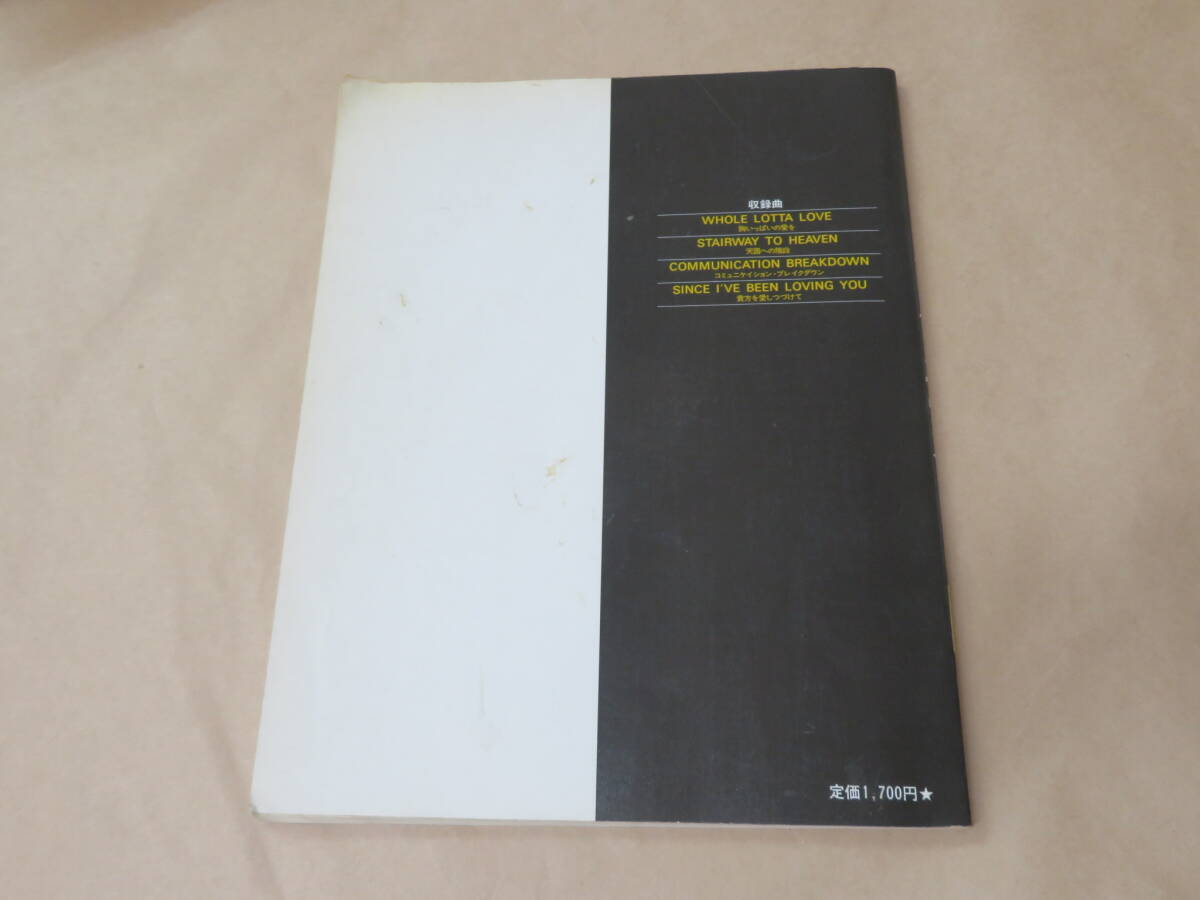 収録曲
WHOLE LOTTA LOVE
胸いっぱいの愛を
STAIRWAY TO HEAVEN
天国への階段
COMMUNICATION BREAKDOWN
コミュニケイション・ブレイクダウン
SINCE I'VE BEEN LOVING YOU
貴方を愛しつづけて
定価1,700円★